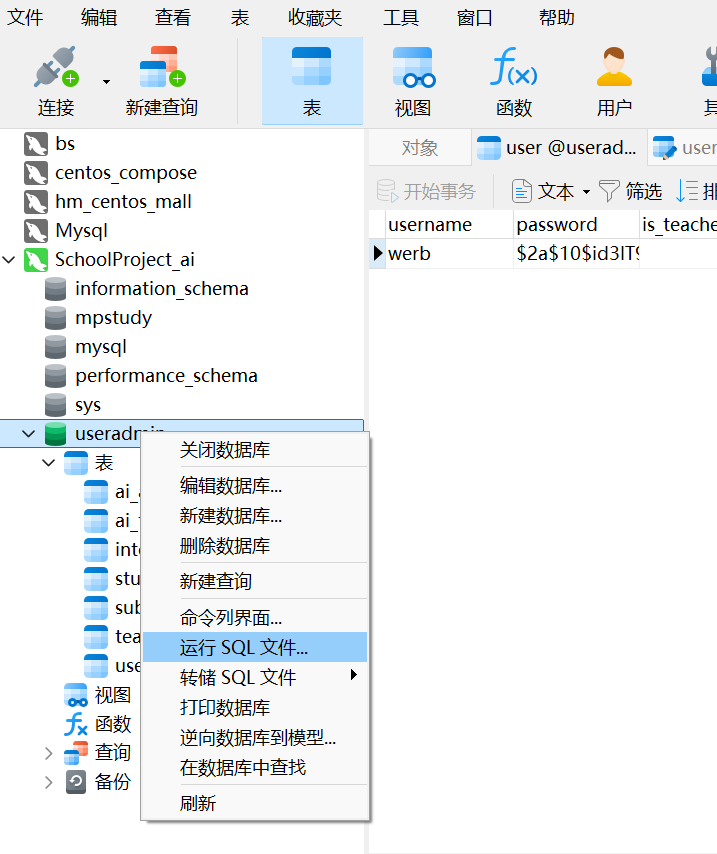 文件 编辑 查看 表 收藏夹 工具 窗口 帮助
连接 新建查询 表 视图 函数 用户
对象 user @userad... user
开始事务 文本 筛选
username password is_teache
werb $2a$10$id3lT9
bs
centos_compose
hm_centos_mall
Mysql
SchoolProject_ai
information_schema
mpstudy
mysql
performance_schema
sys
useradmin
表
ai_
ai_
int
stu
sub
tea
use
视图
函数
查询
备份
关闭数据库
编辑数据库...
新建数据库...
删除数据库
新建查询
命令列界面...
运行 SQL 文件...
转储 SQL 文件
打印数据库
逆向数据库到模型...
在数据库中查找
刷新